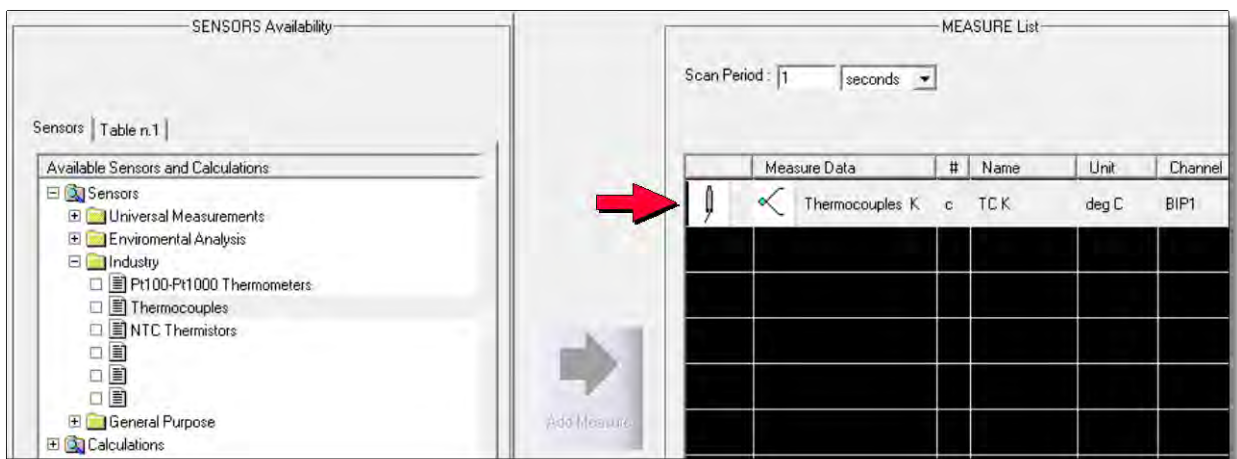 SENSORS Availability
Sensors
Table n.1
Available Sensors and Calculations
Sensors
Universal Measurements
Enviromental Analysis
Industry
Pt100-Pt1000 Thermometers
Thermocouples
NTC Thermistors
General Purpose
Calculations
Add Measure
MEASURE List
Scan Period : 1 seconds
Measure Data # Name Unit Channel
Thermocouples K c TC K deg C BIP1